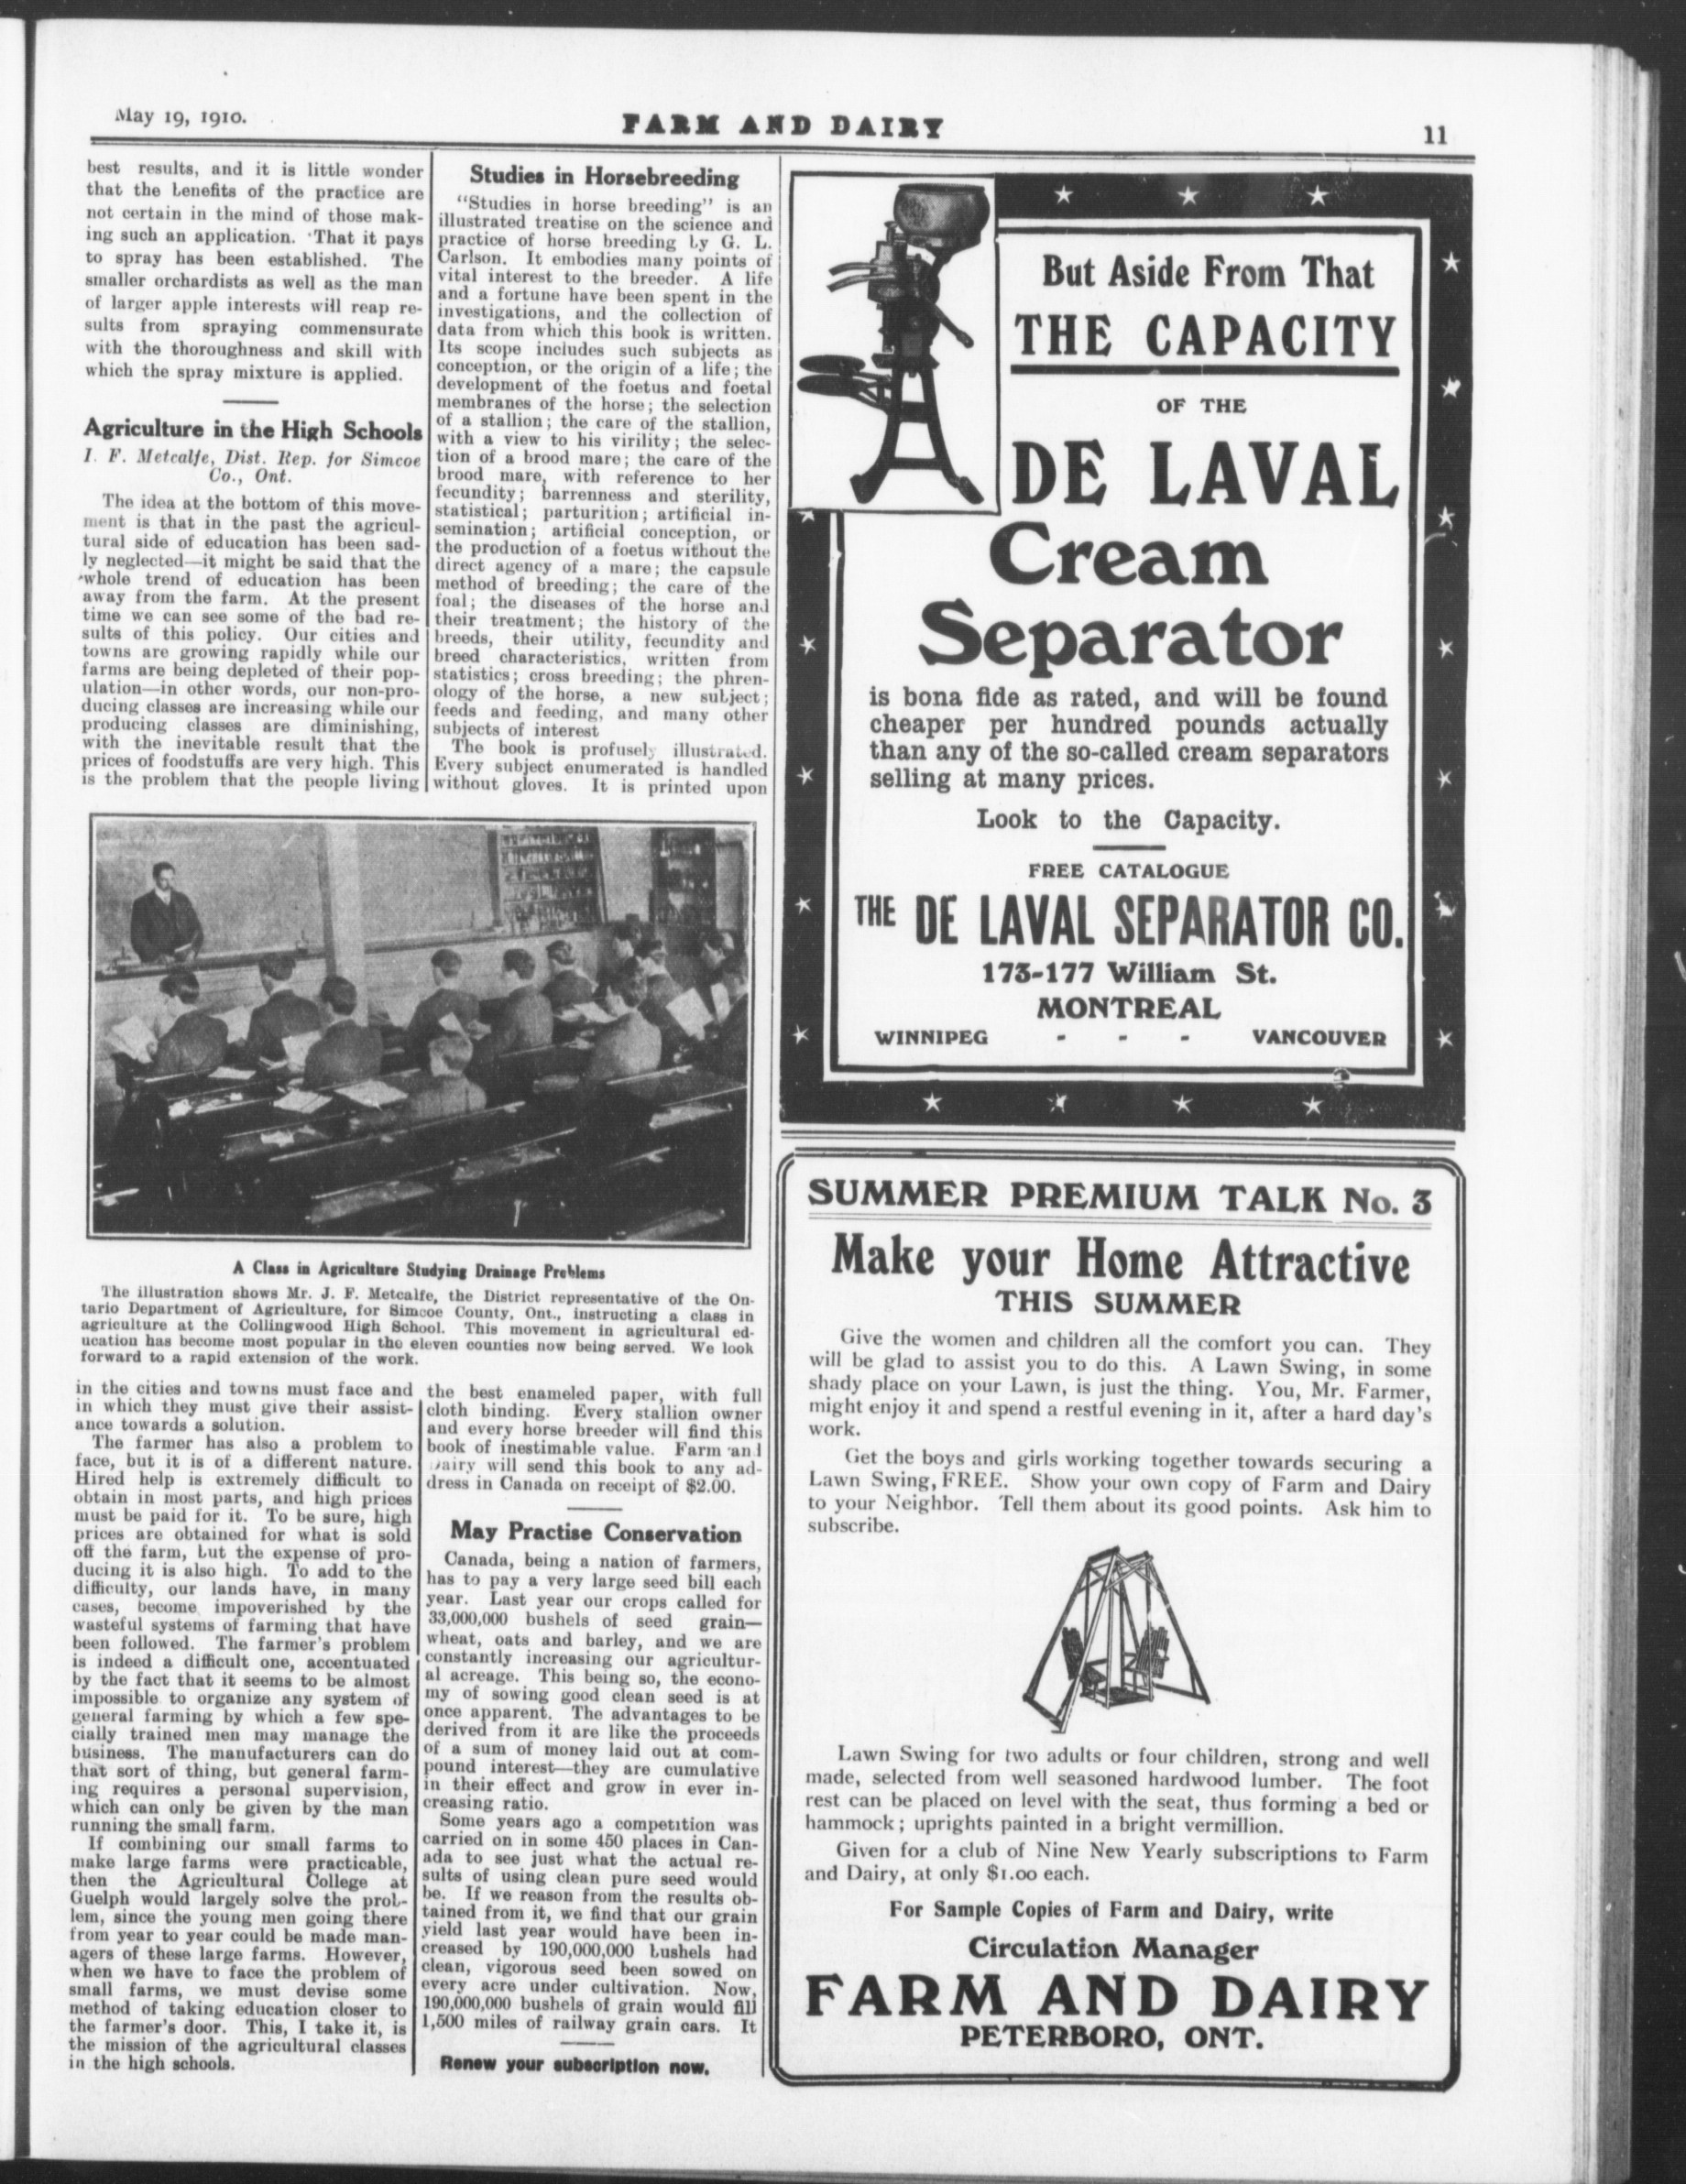 May 19, 1910.
FARM AND DAIRY
11
best results, and it is little wonder
that the benefits of the practice are
not certain in the mind of those mak-
ing such an application. That it pays
to spray has been established. The
smaller orchardists as well as the man
of larger apple interests will reap re-
sults from spraying commensurate
with the thoroughness and skill with
which the spray mixture is applied.
Agriculture in the High Schools
I. F. Metcalfe, Dist. Rep. for Simcoe
Co., Ont.
The idea at the bottom of this move-
ment is that in the past the agricul-
tural side of education has been sad-
ly neglected—it might be said that the
whole trend of education has been
away from the farm. At the present
time we can see some of the bad re-
sults of this policy. Our cities and
towns are growing rapidly while our
farms are being depleted of their pop-
ulation—in other words, our non-pro-
ducing classes are increasing while our
producing classes are diminishing,
with the inevitable result that the
prices of foodstuffs are very high. This
is the problem that the people living
A Class in Agriculture Studying Drainage Problems
The illustration shows Mr. J. F. Metcalfe, the District representative of the On-
tario Department of Agriculture, for Simcoe County, Ont., instructing a class in
agriculture at the Collingwood High School. This movement in agricultural ed-
ucation has become most popular in the eleven counties now being served. We look
forward to a rapid extension of the work.
in the cities and towns must face and
in which they must give their assist-
ance towards a solution.
The farmer has also a problem to
face, but it is of a different nature.
Hired help is extremely difficult to
obtain in most parts, and high prices
must be paid for it. To be sure, high
prices are obtained for what is sold
off the farm, but the expense of pro-
ducing it is also high. To add to the
difficulty, our lands have, in many
cases, become impoverished by the
wasteful systems of farming that have
been followed. The farmer's problem
is indeed a difficult one, accentuated
by the fact that it seems to be almost
impossible to organize any system of
general farming by which a few spe-
cially trained men may manage the
business. The manufacturers can do
that sort of thing, but general farm-
ing requires a personal supervision,
which can only be given by the man
running the small farm.
If combining our small farms to
make large farms were practicable,
then the Agricultural College at
Guelph would largely solve the prob-
lem, since the young men going there
from year to year could be made man-
agers of these large farms. However,
when we have to face the problem of
small farms, we must devise some
method of taking education closer to
the farmer's door. This, I take it, is
the mission of the agricultural classes
in the high schools.
Studies in Horsebreeding
"Studies in horse breeding" is an
illustrated treatise on the science and
practice of horse breeding by G. L.
Carlson. It embodies many points of
vital interest to the breeder. A life
and a fortune have been spent in the
investigations, and the collection of
data from which this book is written.
Its scope includes such subjects as
conception, or the origin of a life; the
development of the foetus and foetal
membranes of the horse; the selection
of a stallion; the care of the stallion,
with a view to his virility; the selec-
tion of a brood mare; the care of the
brood mare, with reference to her
fecundity; barrenness and sterility,
statistical; parturition; artificial in-
semination; artificial conception, or
the production of a foetus without the
direct agency of a mare; the capsule
method of breeding; the care of the
foal; the diseases of the horse and
their treatment; the history of the
breeds, their utility, fecundity and
breed characteristics, written from
statistics; cross breeding; the phren-
ology of the horse, a new subject;
feeds and feeding, and many other
subjects of interest
The book is profusely illustrated.
Every subject enumerated is handled
without gloves. It is printed upon
the best enameled paper, with full
cloth binding. Every stallion owner
and every horse breeder will find this
book of inestimable value. Farm and
Dairy will send this book to any ad-
dress in Canada on receipt of $2.00.
May Practise Conservation
Canada, being a nation of farmers,
has to pay a very large seed bill each
year. Last year our crops called for
33,000,000 bushels of seed grain—
wheat, oats and barley, and we are
constantly increasing our agricultur-
al acreage. This being so, the econo-
my of sowing good clean seed is at
once apparent. The advantages to be
derived from it are like the proceeds
of a sum of money laid out at com-
pound interest—they are cumulative
in their effect and grow in ever in-
creasing ratio.
Some years ago a competition was
carried on in some 450 places in Can-
ada to see just what the actual re-
sults of using clean pure seed would
be. If we reason from the results ob-
tained from it, we find that our grain
yield last year would have been in-
creased by 190,000,000 bushels had
clean, vigorous seed been sowed on
every acre under cultivation. Now,
190,000,000 bushels of grain would fill
1,500 miles of railway grain cars. It
Renew your subscription now.
But Aside From That
THE CAPACITY
OF THE
DE LAVAL
Cream
Separator
is bona fide as rated, and will be found
cheaper per hundred pounds actually
than any of the so-called cream separators
selling at many prices.
Look to the Capacity.
FREE CATALOGUE
THE DE LAVAL SEPARATOR CO.
173-177 William St.
MONTREAL
WINNIPEG - - - VANCOUVER
SUMMER PREMIUM TALK No. 3
Make your Home Attractive
THIS SUMMER
Give the women and children all the comfort you can. They
will be glad to assist you to do this. A Lawn Swing, in some
shady place on your Lawn, is just the thing. You, Mr. Farmer,
might enjoy it and spend a restful evening in it, after a hard day's
work.
Get the boys and girls working together towards securing a
Lawn Swing, FREE. Show your own copy of Farm and Dairy
to your Neighbor. Tell them about its good points. Ask him to
subscribe.
Lawn Swing for two adults or four children, strong and well
made, selected from well seasoned hardwood lumber. The foot
rest can be placed on level with the seat, thus forming a bed or
hammock; uprights painted in a bright vermillion.
Given for a club of Nine New Yearly subscriptions to Farm
and Dairy, at only $1.00 each.
For Sample Copies of Farm and Dairy, write
Circulation Manager
FARM AND DAIRY
PETERBORO, ONT.